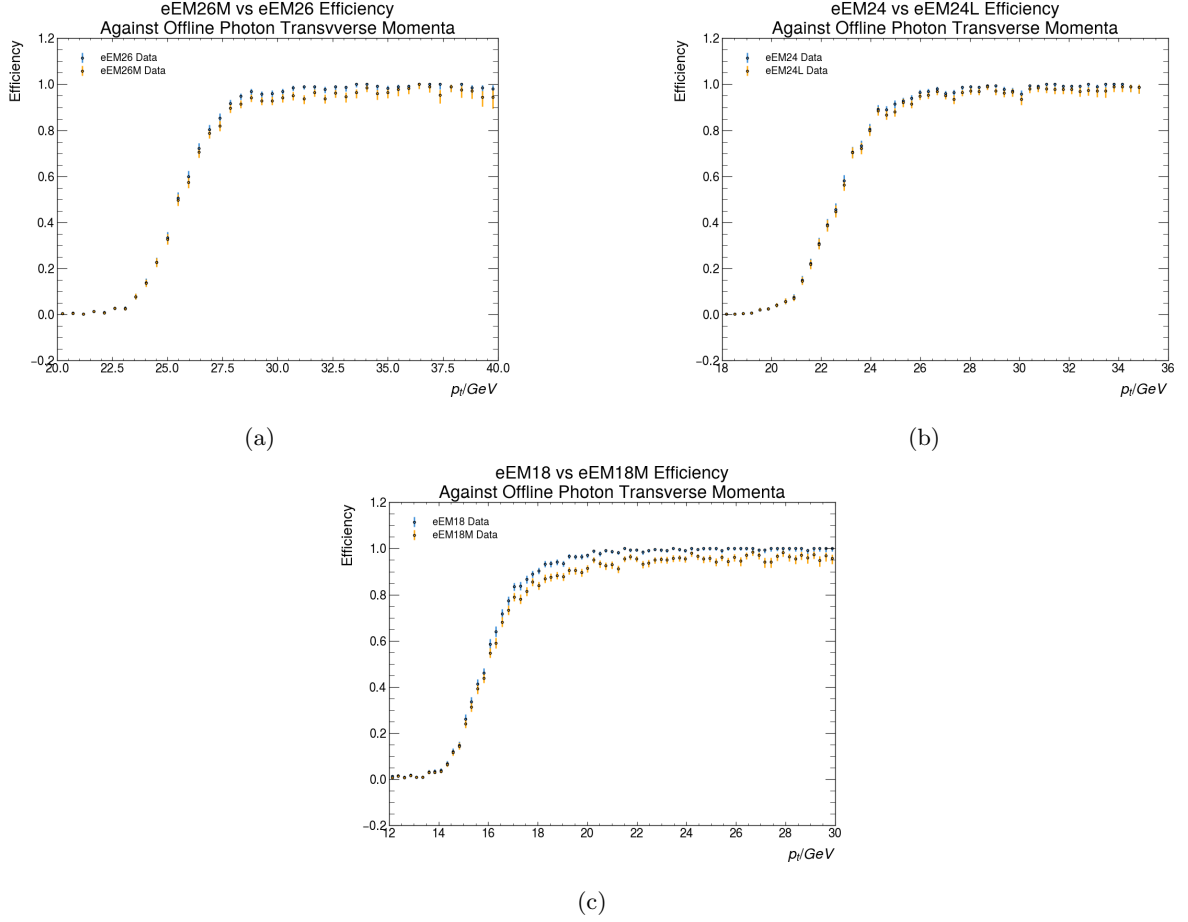 eEM26M vs eEM26 Efficiency
Against Offline Photon Transvverse Momenta
Efficiency
1.2
1.0
0.8
0.6
0.4
0.2
0.0
−0.2
eEM26 Data
eEM26M Data
20.0 22.5 25.0 27.5 30.0 32.5 35.0 37.5 40.0
pt/GeV
(a)
eEM24 vs eEM24L Efficiency
Against Offline Photon Transverse Momenta
Efficiency
1.2
1.0
0.8
0.6
0.4
0.2
0.0
−0.2
eEM24 Data
eEM24L Data
18 20 22 24 26 28 30 32 34 36
pt/GeV
(b)
eEM18 vs eEM18M Efficiency
Against Offline Photon Transverse Momenta
Efficiency
1.2
1.0
0.8
0.6
0.4
0.2
0.0
−0.2
eEM18 Data
eEM18M Data
12 14 16 18 20 22 24 26 28 30
pt/GeV
(c)